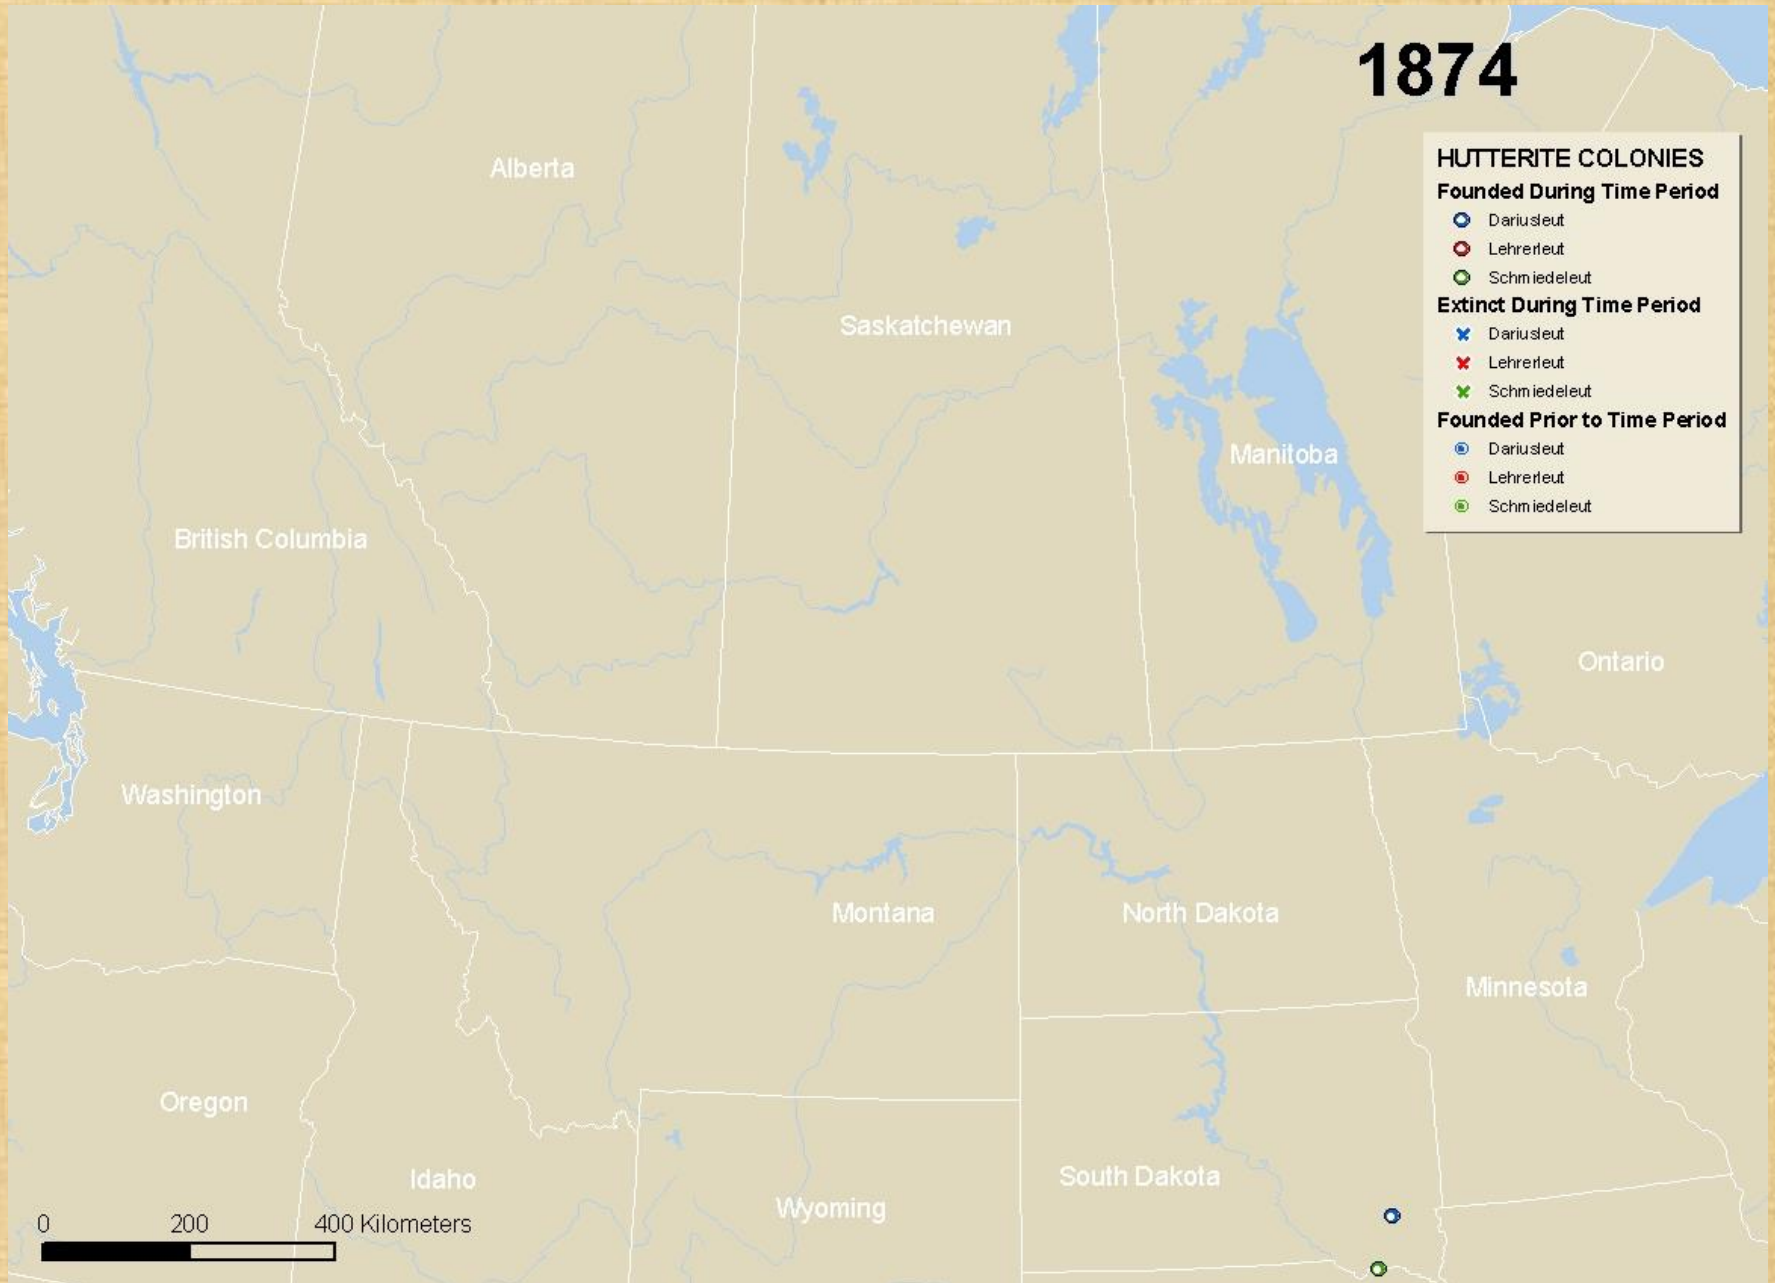 1874
HUTTERITE COLONIES
Founded During Time Period
Dariusleut
Lehrerleut
Schmiedeleut
Extinct During Time Period
Dariusleut
Lehrerleut
Schmiedeleut
Founded Prior to Time Period
Dariusleut
Lehrerleut
Schmiedeleut
Alberta
Saskatchewan
Manitoba
British Columbia
Ontario
Washington
Montana
North Dakota
Minnesota
Oregon
Idaho
Wyoming
South Dakota
0 200 400 Kilometers